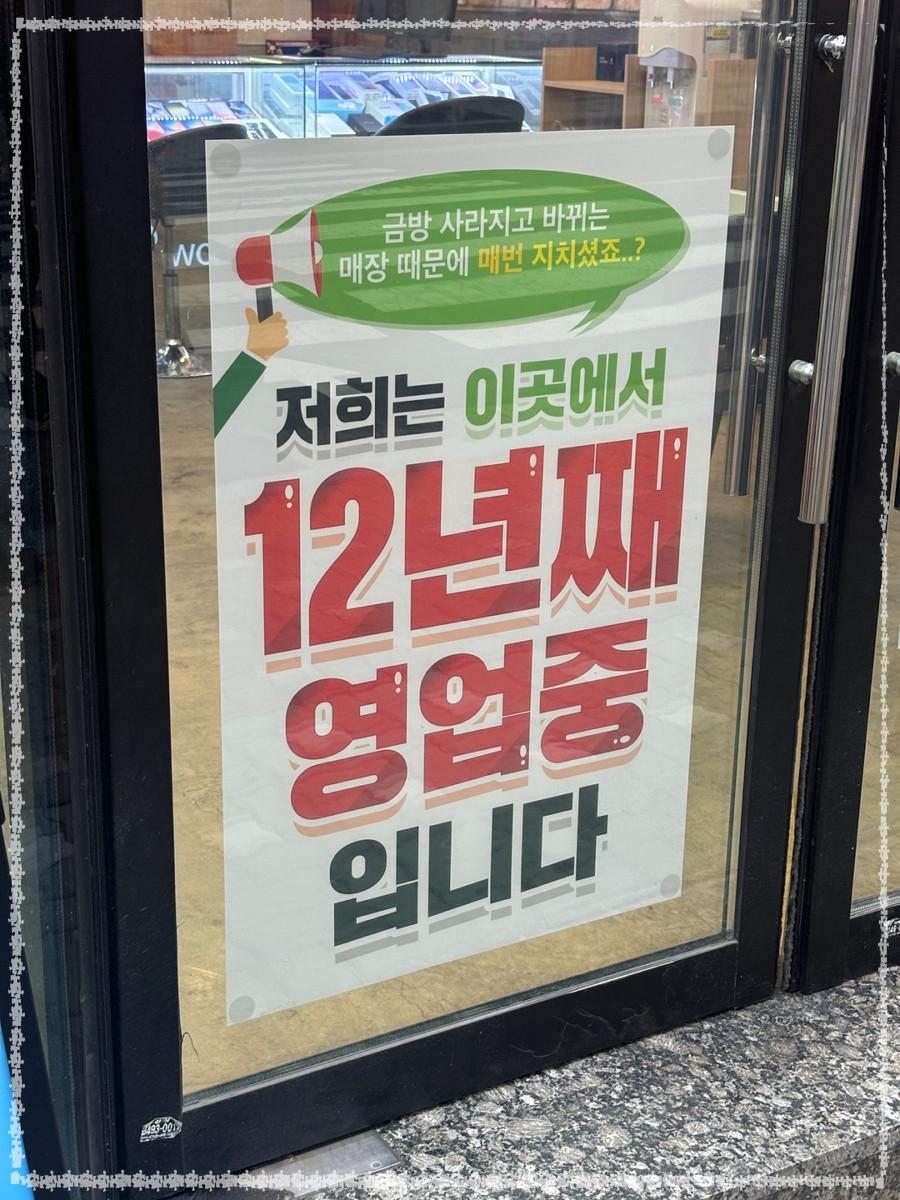 금방 사라지고 바뀌는
매장 때문에 매번 지치셨죠..?
저희는 이곳에서
12년째
영업중
입니다